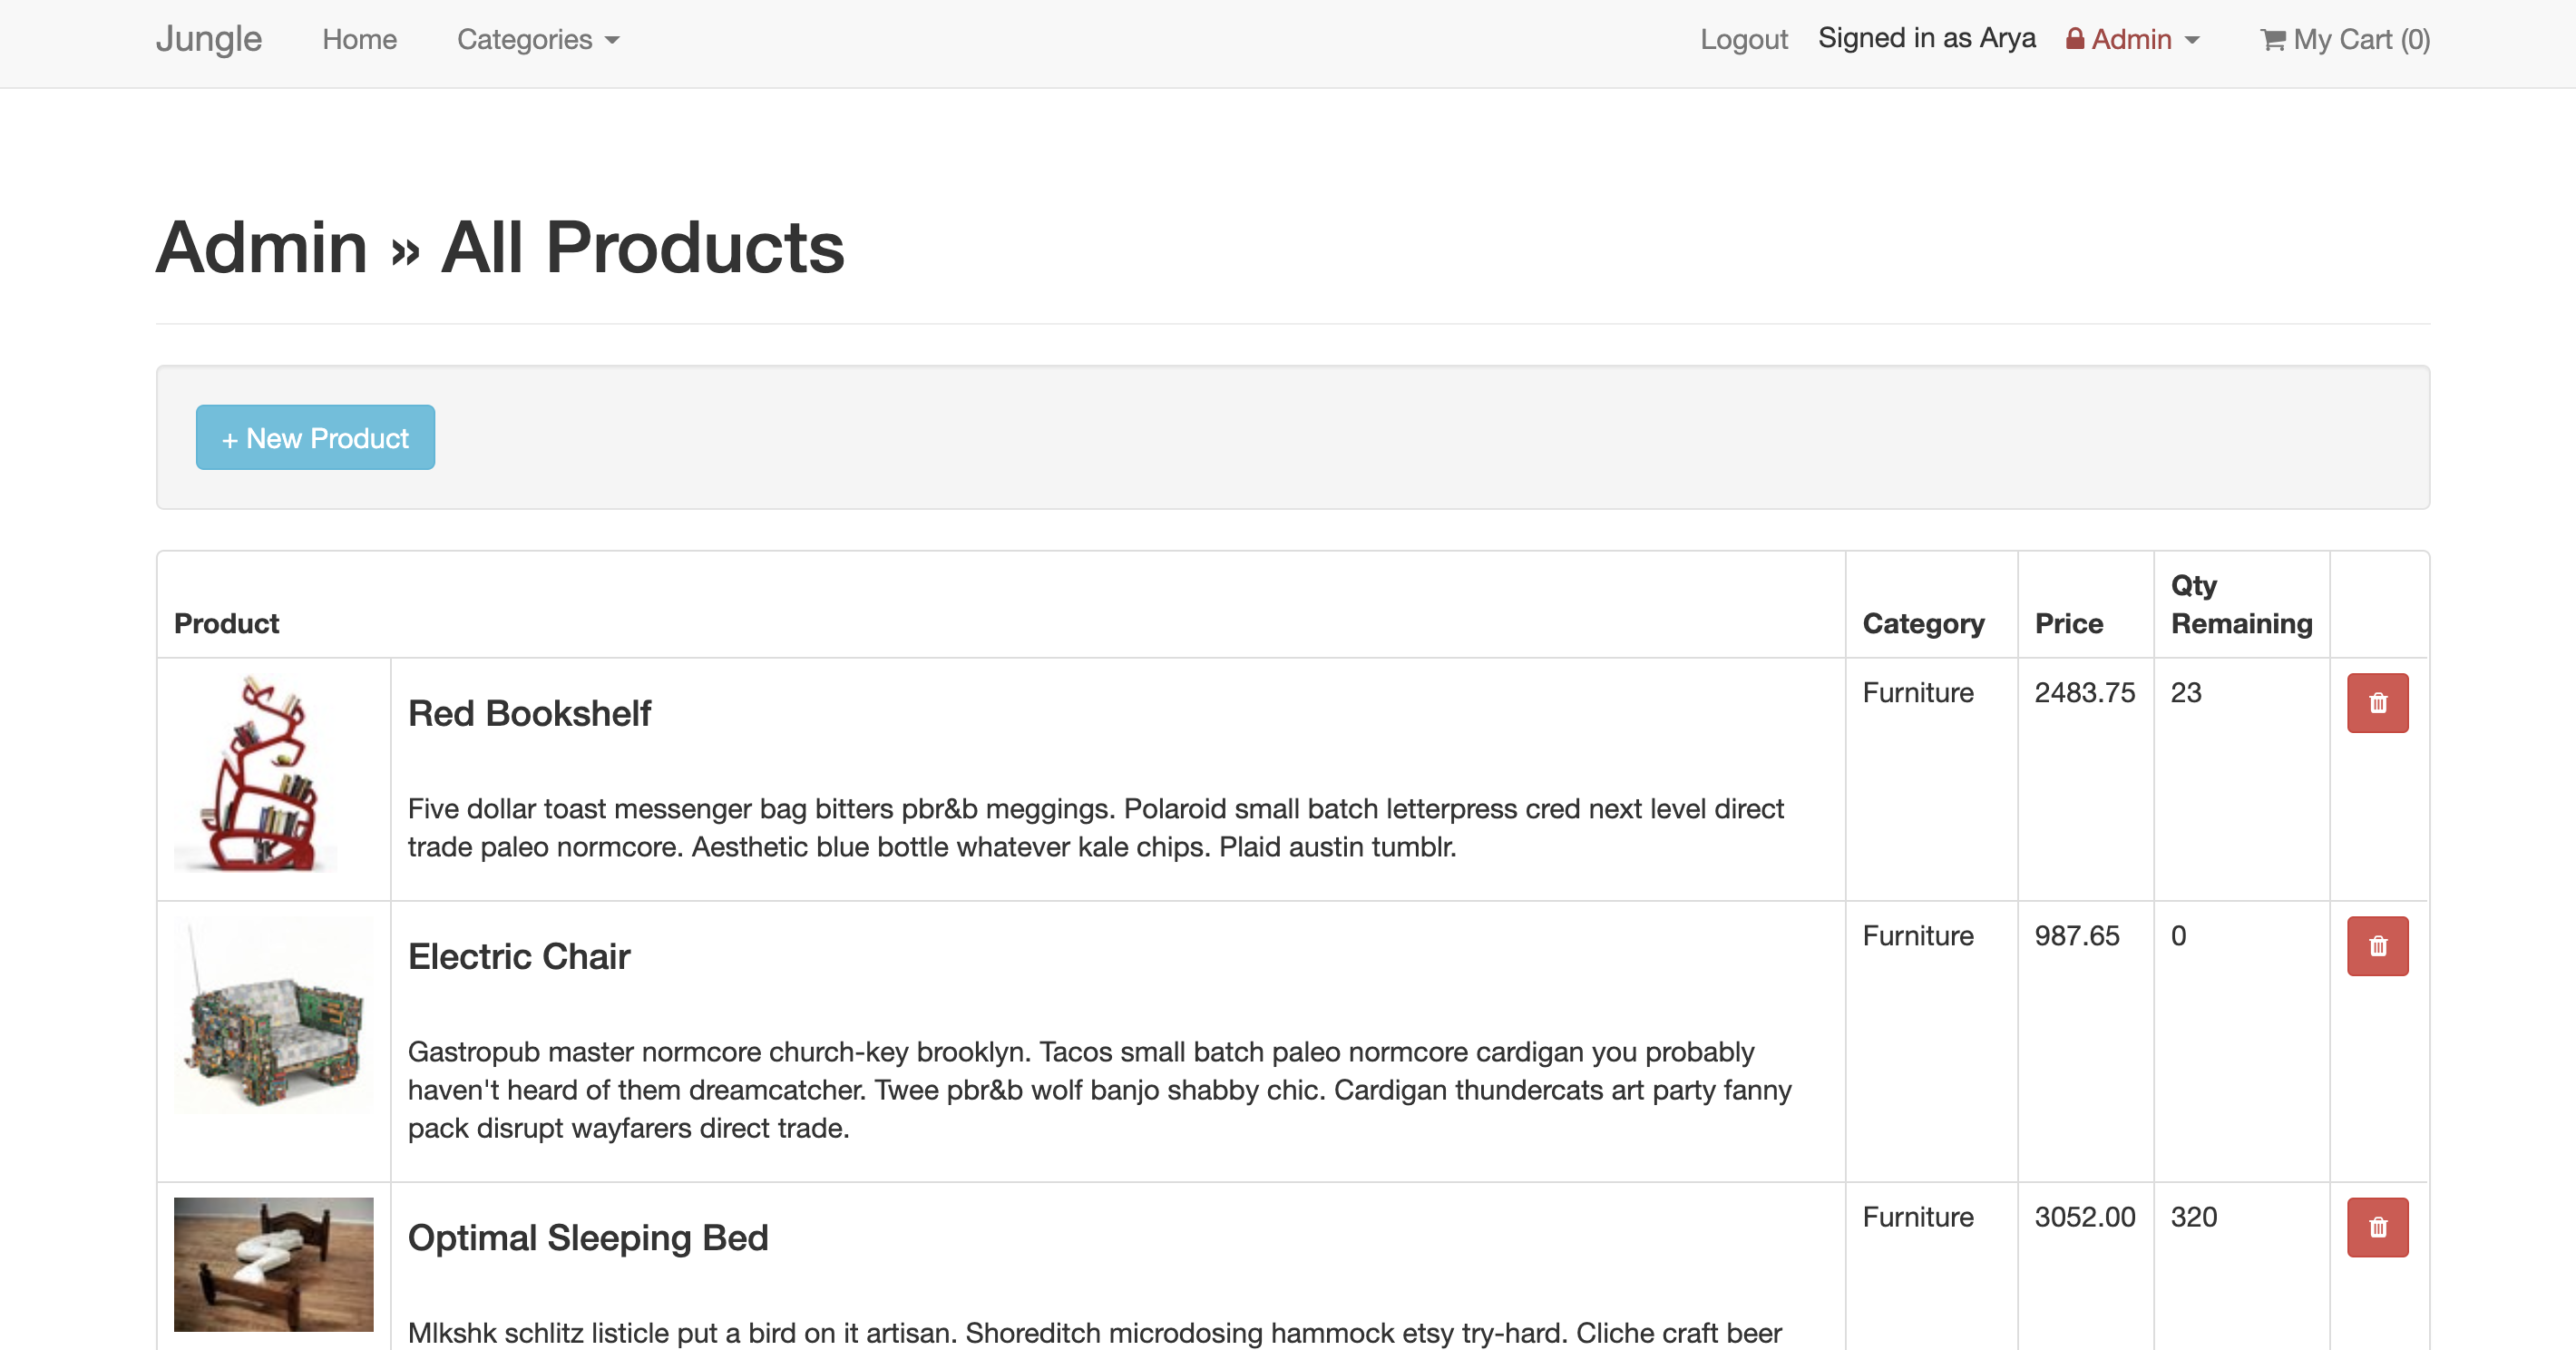 Jungle Home Categories Logout Signed in as Arya Admin My Cart (0)
Admin » All Products
+ New Product
Product Category Price Qty Remaining
Red Bookshelf Furniture 2483.75 23
Five dollar toast messenger bag bitters pbr&b meggings. Polaroid small batch letterpress cred next level direct
trade paleo normcore. Aesthetic blue bottle whatever kale chips. Plaid austin tumblr.
Electric Chair Furniture 987.65 0
Gastropub master normcore church-key brooklyn. Tacos small batch paleo normcore cardigan you probably
haven't heard of them dreamcatcher. Twee pbr&b wolf banjo shabby chic. Cardigan thundercats art party fanny
pack disrupt wayfarers direct trade.
Optimal Sleeping Bed Furniture 3052.00 320
Mlkshk schlitz listicle put a bird on it artisan. Shoreditch microdosing hammock etsy try-hard. Cliche craft beer